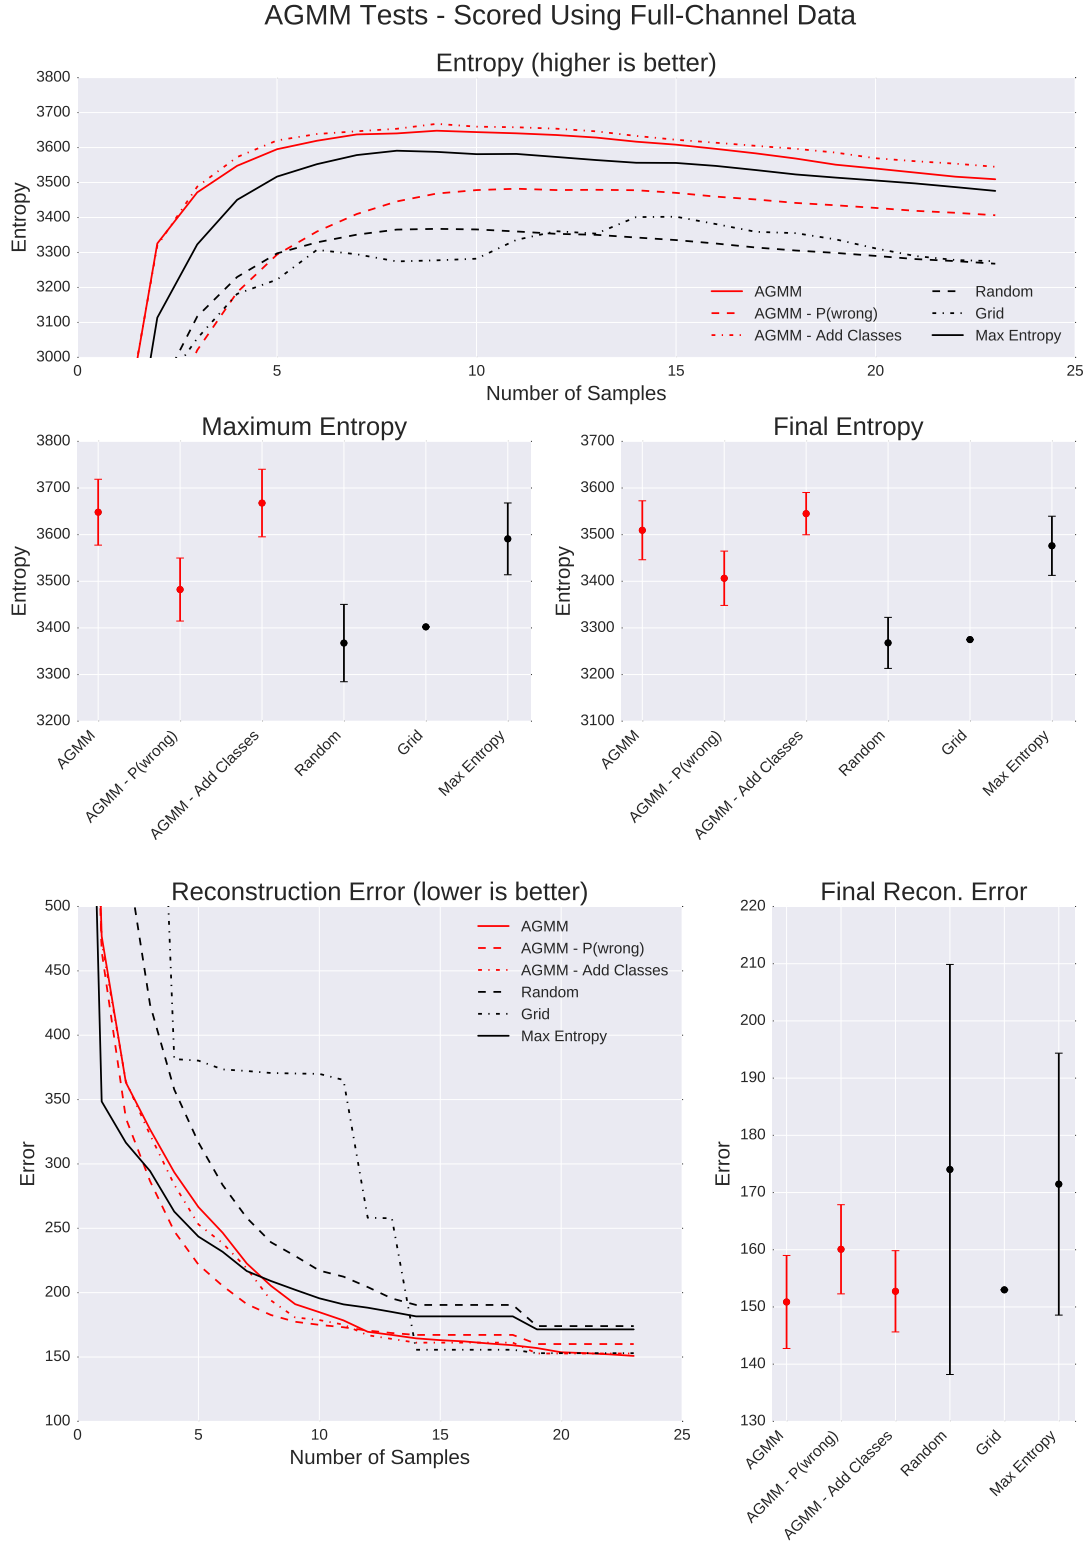 AGMM Tests - Scored Using Full-Channel Data
Entropy (higher is better)
3800
3700
3600
3500
3400
3300
3200
3100
3000
Entropy
AGMM
AGMM - P(wrong)
AGMM - Add Classes
Random
Grid
Max Entropy
0 5 10 15 20 25
Number of Samples
Maximum Entropy
3800
3700
3600
3500
3400
3300
3200
Entropy
AGMM
AGMM - P(wrong)
AGMM - Add Classes
Random
Grid
Max Entropy
Final Entropy
3700
3600
3500
3400
3300
3200
3100
Entropy
AGMM
AGMM - P(wrong)
AGMM - Add Classes
Random
Grid
Max Entropy
Reconstruction Error (lower is better)
500
450
400
350
300
250
200
150
100
Error
AGMM
AGMM - P(wrong)
AGMM - Add Classes
Random
Grid
Max Entropy
0 5 10 15 20 25
Number of Samples
Final Recon. Error
220
210
200
190
180
170
160
150
140
130
Error
AGMM
AGMM - P(wrong)
AGMM - Add Classes
Random
Grid
Max Entropy